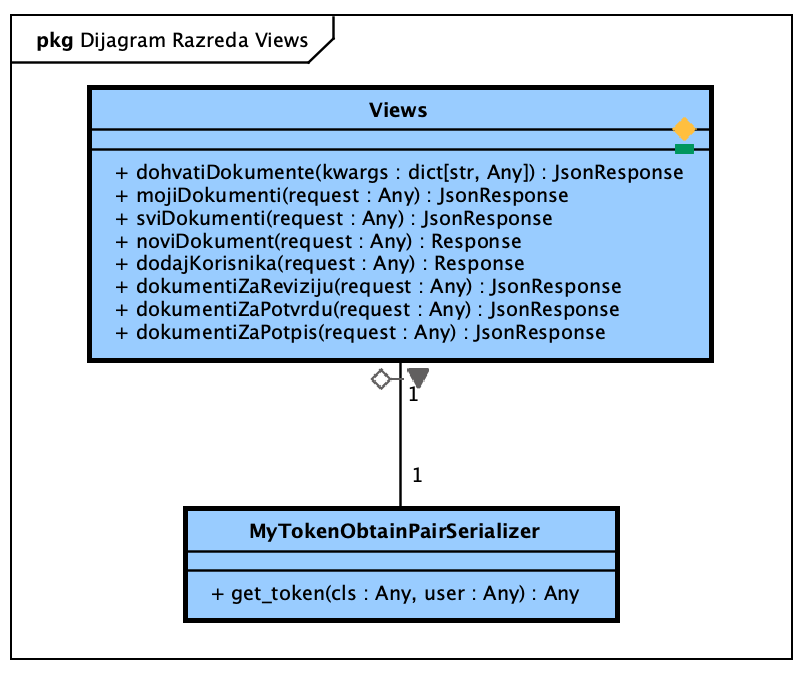 pkg Dijagram Razreda Views
Views
+ dohvatiDokumente(kwargs : dict[str, Any]) : JsonResponse
+ mojiDokumenti(request : Any) : JsonResponse
+ sviDokumenti(request : Any) : JsonResponse
+ noviDokument(request : Any) : Response
+ dodajKorisnika(request : Any) : Response
+ dokumentiZaReviziju(request : Any) : JsonResponse
+ dokumentiZaPotvrdu(request : Any) : JsonResponse
+ dokumentiZaPotpis(request : Any) : JsonResponse
1
1
MyTokenObtainPairSerializer
+ get_token(cls : Any, user : Any) : Any